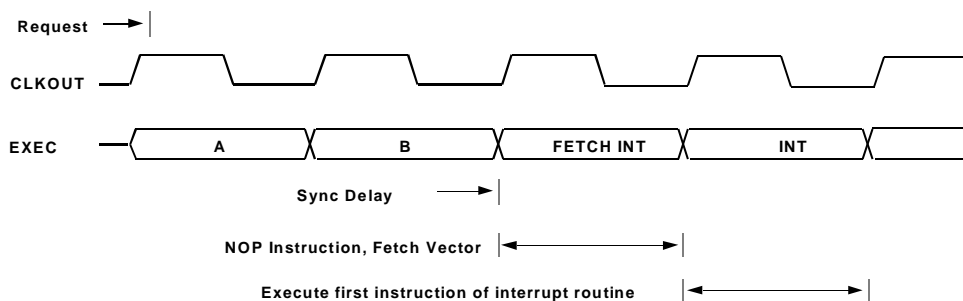 Request
CLKOUT
EXEC A B FETCH INT INT
Sync Delay
NOP Instruction, Fetch Vector
Execute first instruction of interrupt routine